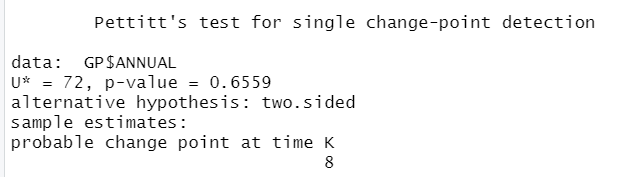 Pettitt's test for single change-point detection
data: GP$ANNUAL
U* = 72, p-value = 0.6559
alternative hypothesis: two.sided
sample estimates:
probable change point at time K
8